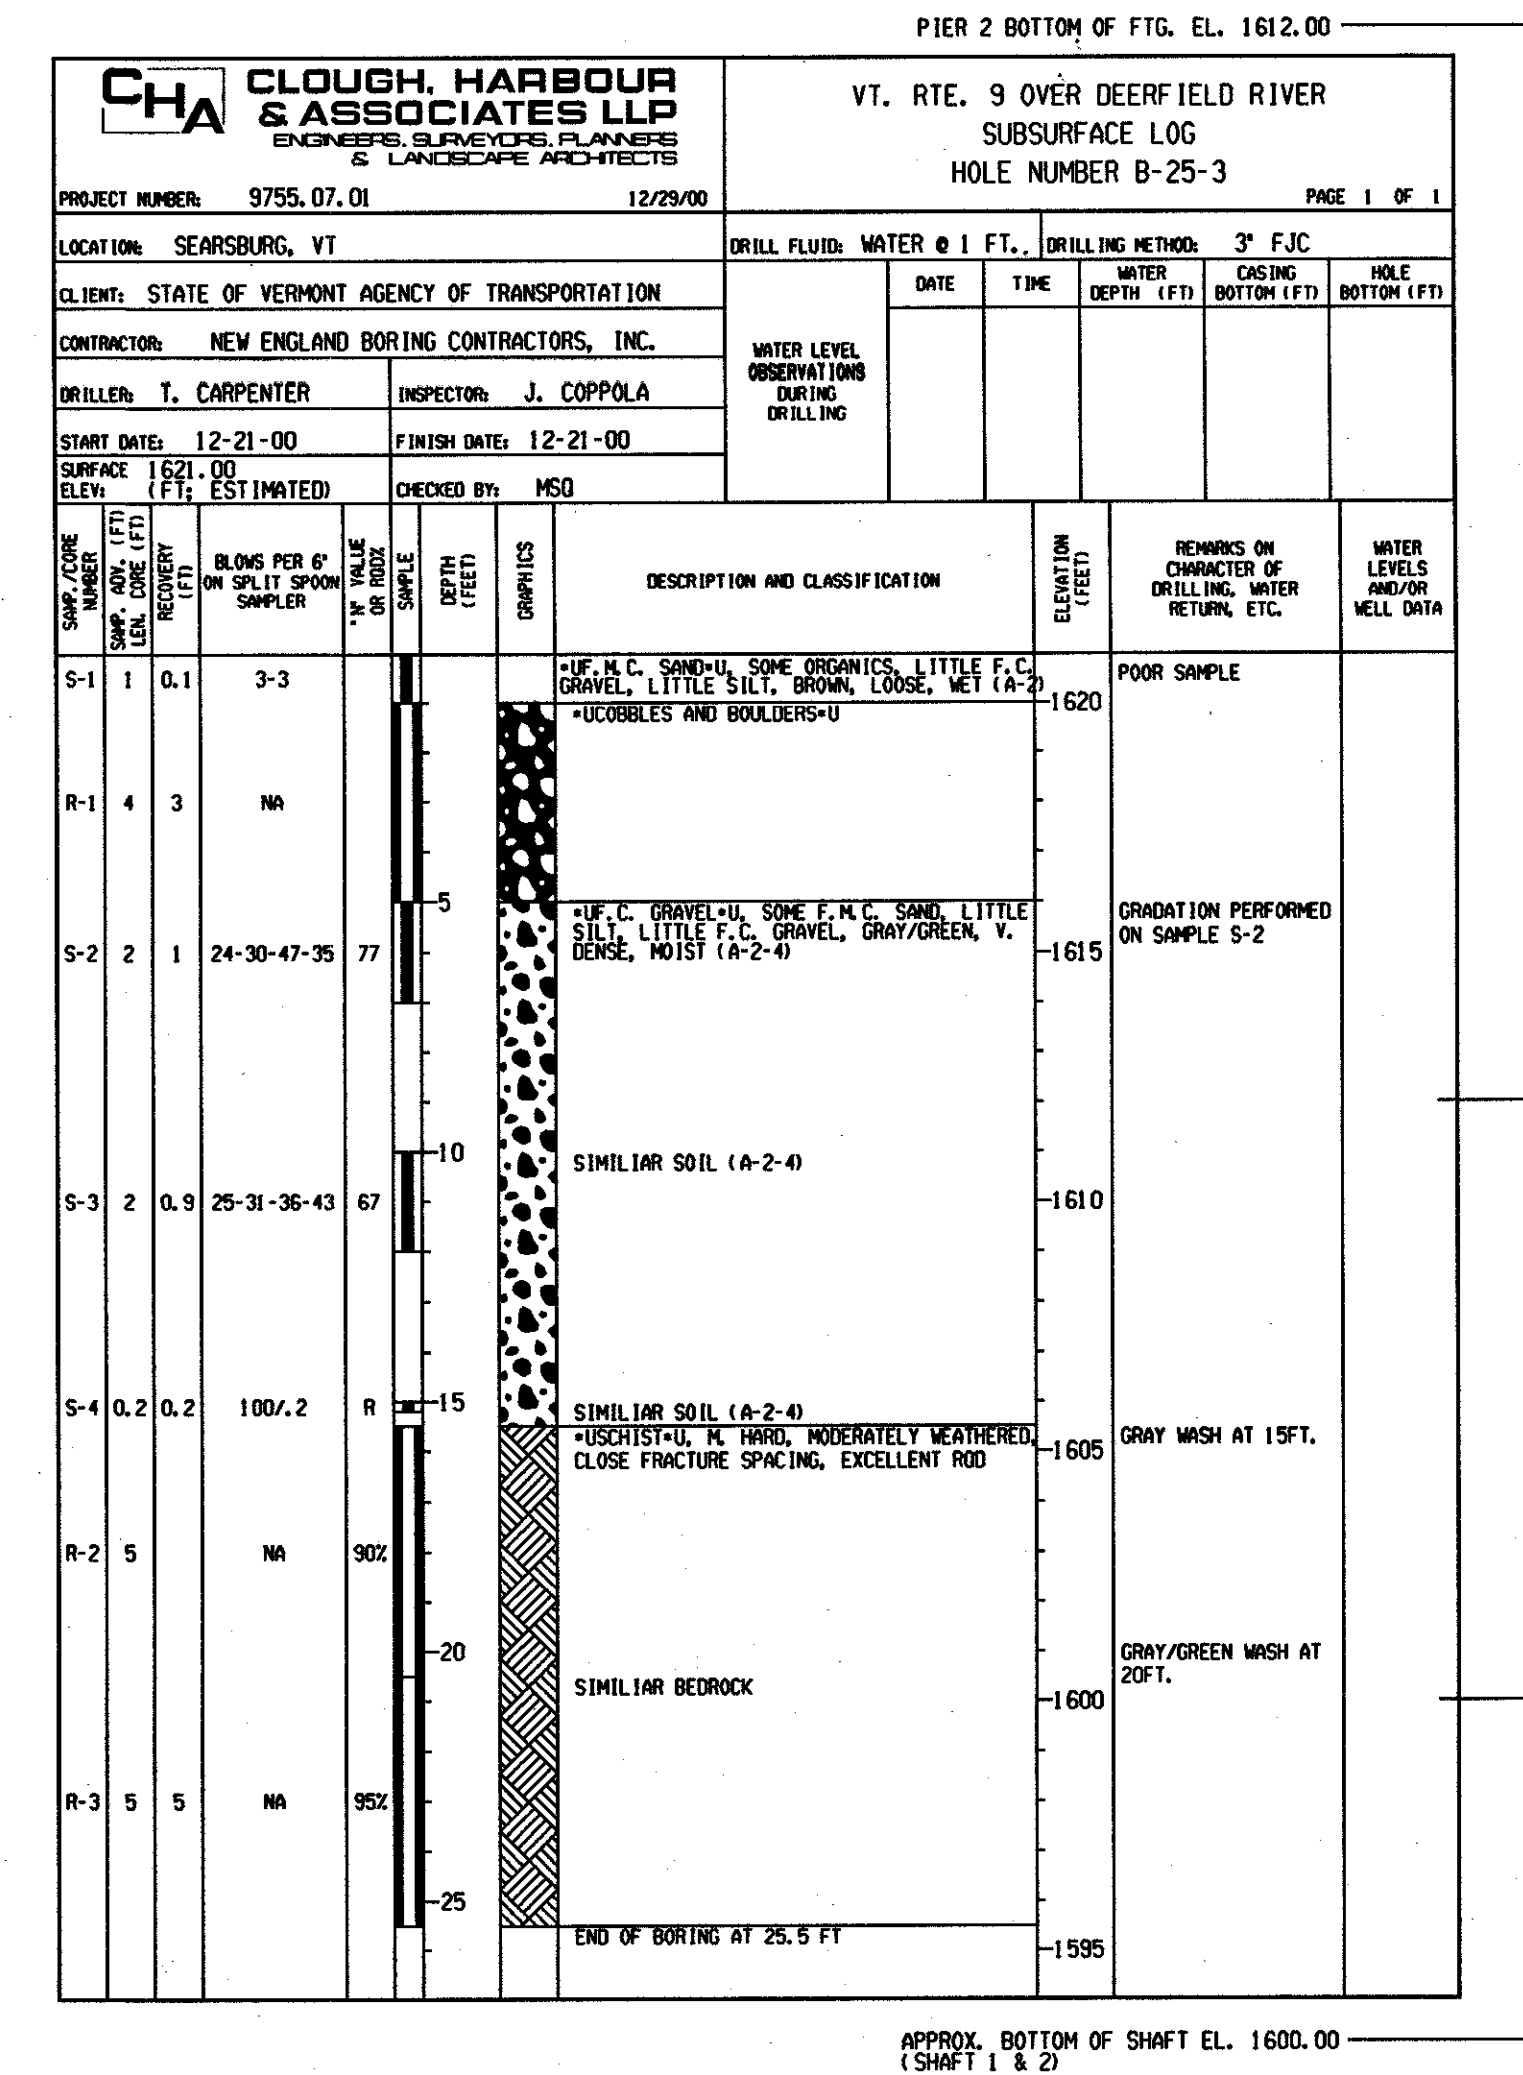 PIER 2 BOTTOM OF FTG. EL. 1612.00
CHA
CLOUGH, HARBOUR
& ASSOCIATES LLP
ENGINEERS, SURVEYORS, PLANNERS
& LANDSCAPE ARCHITECTS
PROJECT NUMBER: 9755.07.01 12/29/00
VT. RTE. 9 OVER DEERFIELD RIVER
SUBSURFACE LOG
HOLE NUMBER B-25-3
PAGE 1 OF 1
LOCATION: SEARSBURG, VT
DRILL FLUID: WATER @ 1 FT.. DRILLING METHOD: 3" FJC
CLIENT: STATE OF VERMONT AGENCY OF TRANSPORTATION
CONTRACTOR: NEW ENGLAND BORING CONTRACTORS, INC.
DRILLER: T. CARPENTER INSPECTOR: J. COPPOLA
START DATE: 12-21-00 FINISH DATE: 12-21-00
SURFACE 1621.00
ELEV: (FT; ESTIMATED) CHECKED BY: MSQ
WATER LEVEL
OBSERVATIONS
DURING
DRILLING
DATE
TIME
WATER
DEPTH (FT)
CASING
BOTTOM (FT)
HOLE
BOTTOM (FT)
SAMP./CORE
NUMBER
SAMP. ADV. (FT)
LEN. CORE (FT)
RECOVERY
(FT)
BLOWS PER 6"
ON SPLIT SPOON
SAMPLER
"N" VALUE
OR RQD%
SAMPLE
DEPTH
(FEET)
GRAPHICS
DESCRIPTION AND CLASSIFICATION
ELEVATION
(FEET)
REMARKS ON
CHARACTER OF
DRILLING, WATER
RETURN, ETC.
WATER
LEVELS
AND/OR
WELL DATA
S-1 1 0.1 3-3
*UF.M.C. SAND*U, SOME ORGANICS, LITTLE F.C.
GRAVEL, LITTLE SILT, BROWN, LOOSE, WET (A-2)
POOR SAMPLE
1620
*UCOBBLES AND BOULDERS*U
R-1 4 3 NA
5
*UF.C. GRAVEL*U, SOME F.M.C. SAND, LITTLE
SILT, LITTLE F.C. GRAVEL, GRAY/GREEN, V.
DENSE, MOIST (A-2-4)
GRADATION PERFORMED
ON SAMPLE S-2
S-2 2 1 24-30-47-35 77
1615
10
SIMILIAR SOIL (A-2-4)
S-3 2 0.9 25-31-36-43 67
1610
S-4 0.2 0.2 100/.2 R
15
SIMILIAR SOIL (A-2-4)
*USCHIST*U, M. HARD, MODERATELY WEATHERED,
CLOSE FRACTURE SPACING, EXCELLENT RQD
1605
GRAY WASH AT 15FT.
R-2 5 NA 90%
20
GRAY/GREEN WASH AT
20FT.
SIMILIAR BEDROCK
1600
R-3 5 5 NA 95%
25
END OF BORING AT 25.5 FT
1595
APPROX. BOTTOM OF SHAFT EL. 1600.00
(SHAFT 1 & 2)